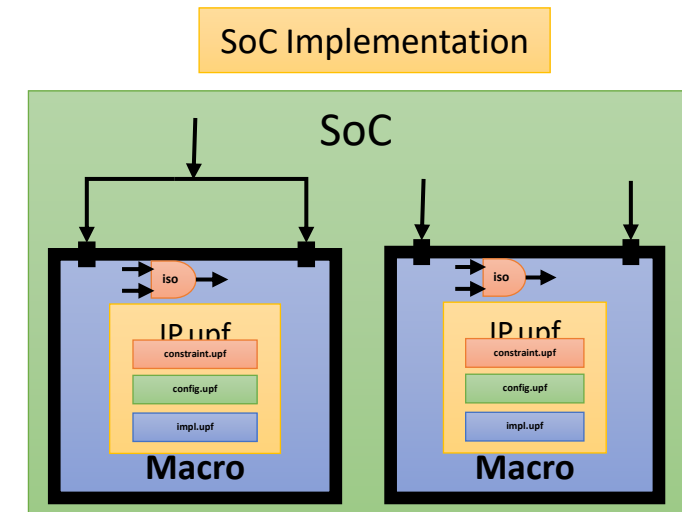 SoC Implementation
SoC
iso
iso
IP upf
IP upf
constraint.upf
constraint.upf
config.upf
config.upf
impl.upf
impl.upf
Macro
Macro